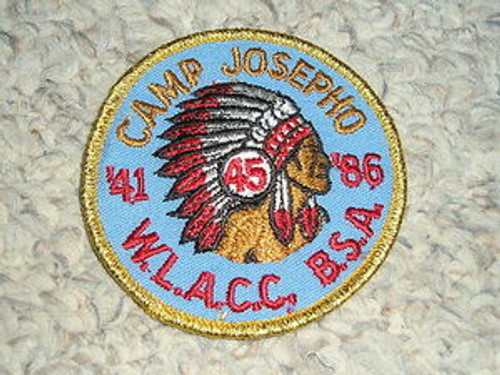 CAMP JOSEPHO
'41 45 '86
W.L.A.C.C, B.S.A.